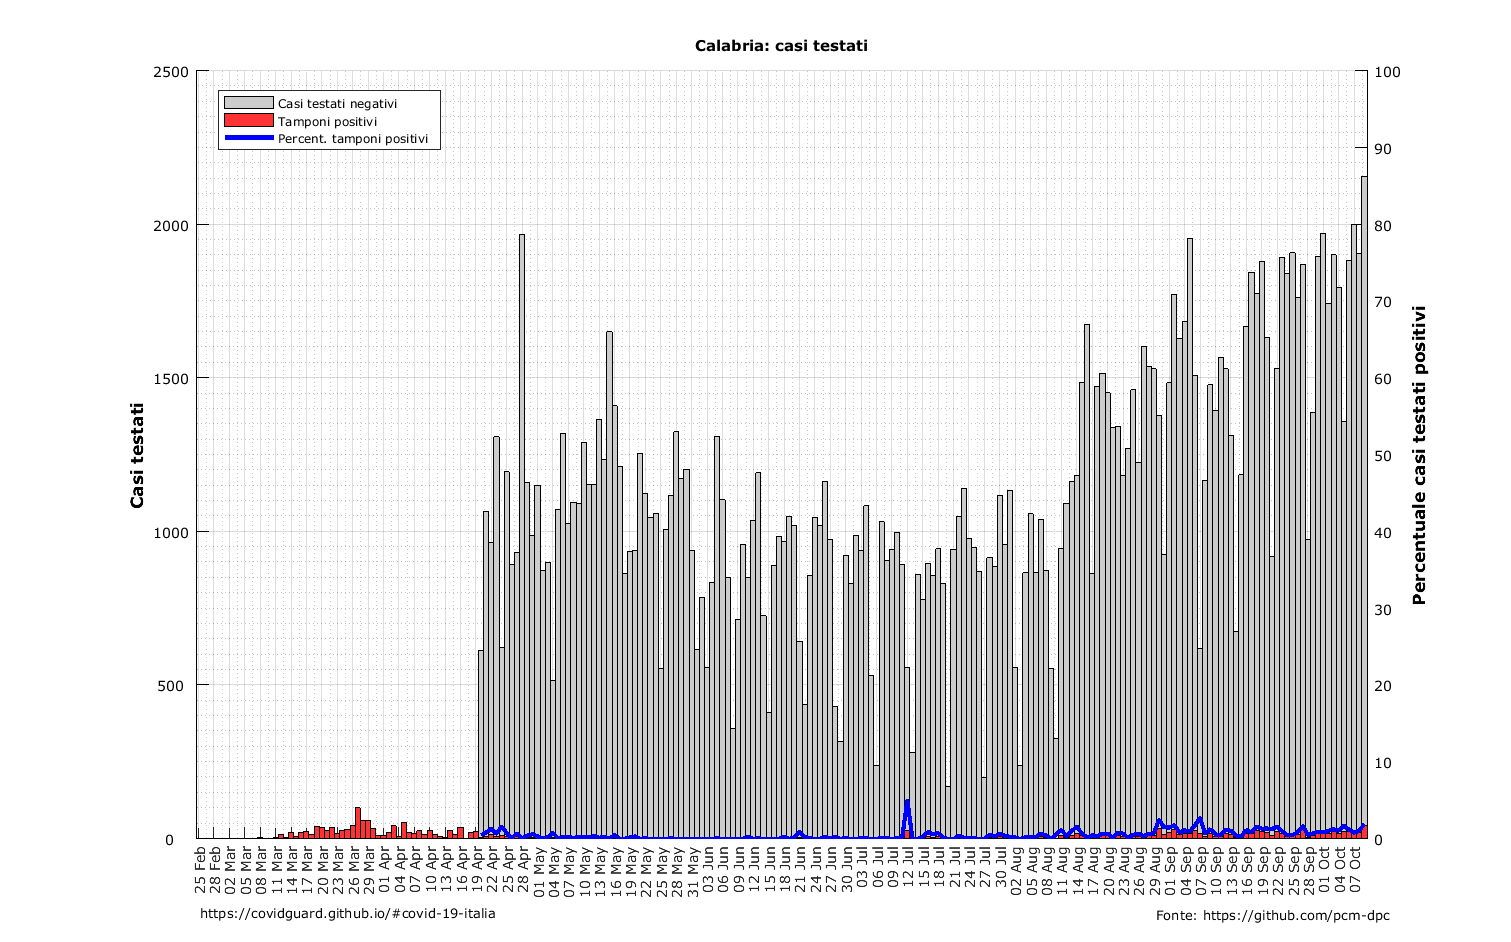 Calabria: casi testati
2500
2000
1500
1000
500
0
Casi testati
Casi testati negativi
Tamponi positivi
Percent. tamponi positivi
100
90
80
70
60
50
40
30
20
10
0
Percentuale casi testati positivi
25 Feb
28 Feb
02 Mar
05 Mar
08 Mar
11 Mar
14 Mar
17 Mar
20 Mar
23 Mar
26 Mar
29 Mar
01 Apr
04 Apr
07 Apr
10 Apr
13 Apr
16 Apr
19 Apr
22 Apr
25 Apr
28 Apr
01 May
04 May
07 May
10 May
13 May
16 May
19 May
22 May
25 May
28 May
31 May
03 Jun
06 Jun
09 Jun
12 Jun
15 Jun
18 Jun
21 Jun
24 Jun
27 Jun
30 Jun
03 Jul
06 Jul
09 Jul
12 Jul
15 Jul
18 Jul
21 Jul
24 Jul
27 Jul
30 Jul
02 Aug
05 Aug
08 Aug
11 Aug
14 Aug
17 Aug
20 Aug
23 Aug
26 Aug
29 Aug
01 Sep
04 Sep
07 Sep
10 Sep
13 Sep
16 Sep
19 Sep
22 Sep
25 Sep
28 Sep
01 Oct
04 Oct
07 Oct
https://covidguard.github.io/#covid-19-italia
Fonte: https://github.com/pcm-dpc